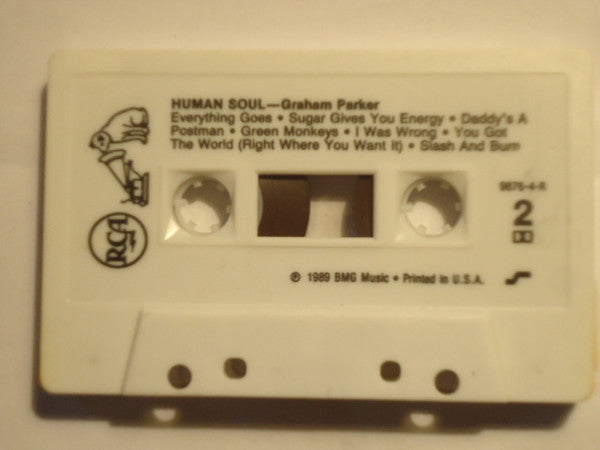 HUMAN SOUL—Graham Parker
Everything Goes • Sugar Gives You Energy • Daddy's A
Postman • Green Monkeys • I Was Wrong • You Got
The World (Right Where You Want It) • Slash And Burn
9876-4-R
2
RCA
℗ 1989 BMG Music • Printed in U.S.A.